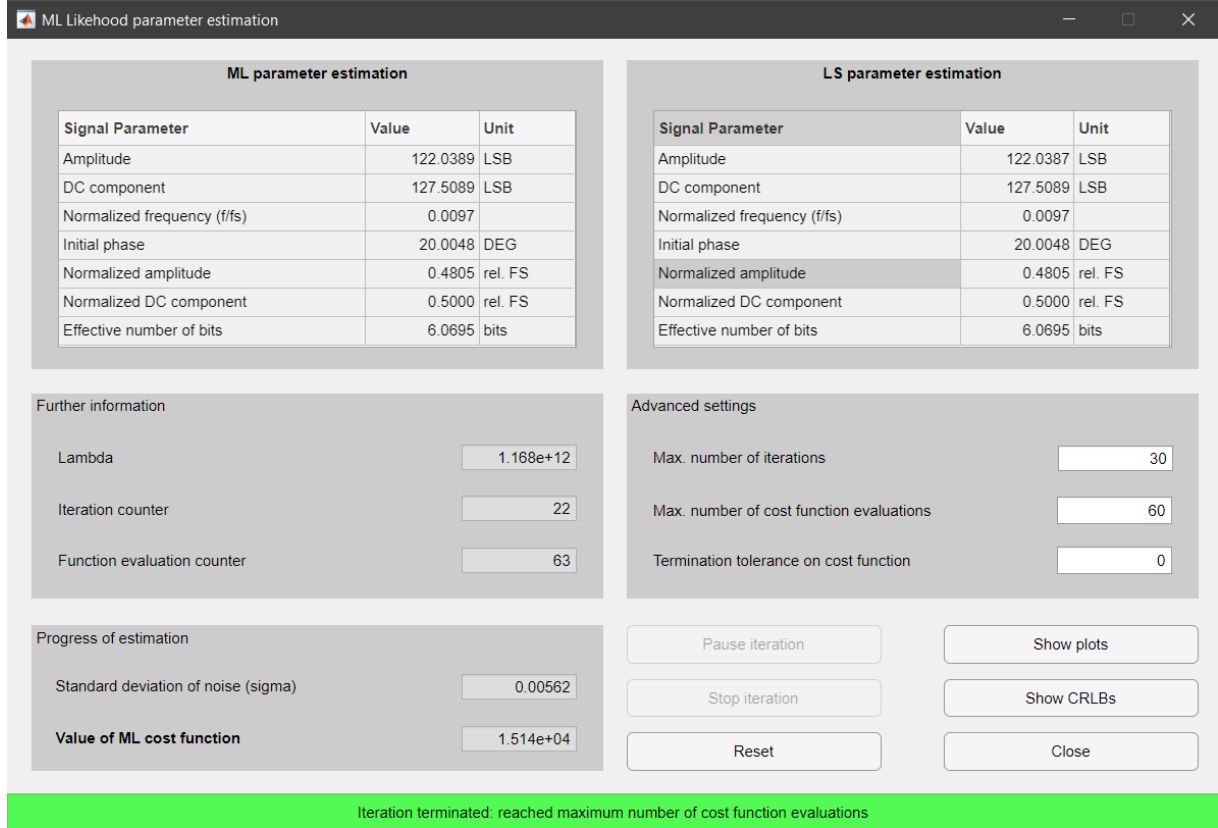 ML Likehood parameter estimation
ML parameter estimation
Signal Parameter Value Unit
Amplitude 122.0389 LSB
DC component 127.5089 LSB
Normalized frequency (f/fs) 0.0097
Initial phase 20.0048 DEG
Normalized amplitude 0.4805 rel. FS
Normalized DC component 0.5000 rel. FS
Effective number of bits 6.0695 bits
LS parameter estimation
Signal Parameter Value Unit
Amplitude 122.0387 LSB
DC component 127.5089 LSB
Normalized frequency (f/fs) 0.0097
Initial phase 20.0048 DEG
Normalized amplitude 0.4805 rel. FS
Normalized DC component 0.5000 rel. FS
Effective number of bits 6.0695 bits
Further information
Lambda 1.168e+12
Iteration counter 22
Function evaluation counter 63
Advanced settings
Max. number of iterations 30
Max. number of cost function evaluations 60
Termination tolerance on cost function 0
Progress of estimation
Standard deviation of noise (sigma) 0.00562
Value of ML cost function 1.514e+04
Pause iteration Show plots
Stop iteration Show CRLBs
Reset Close
Iteration terminated: reached maximum number of cost function evaluations